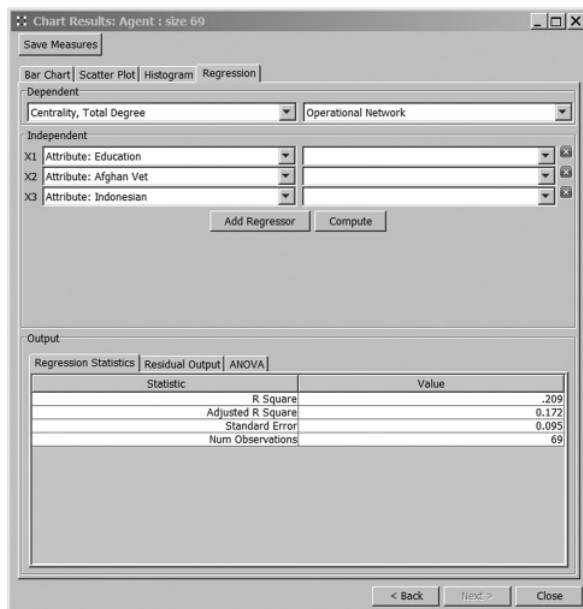 Chart Results: Agent : size 69
Save Measures
Bar Chart Scatter Plot Histogram Regression
Dependent
Centrality, Total Degree Operational Network
Independent
X1 Attribute: Education
X2 Attribute: Afghan Vet
X3 Attribute: Indonesian
Add Regressor Compute
Output
Regression Statistics Residual Output ANOVA
Statistic Value
R Square .209
Adjusted R Square 0.172
Standard Error 0.095
Num Observations 69
< Back Next > Close